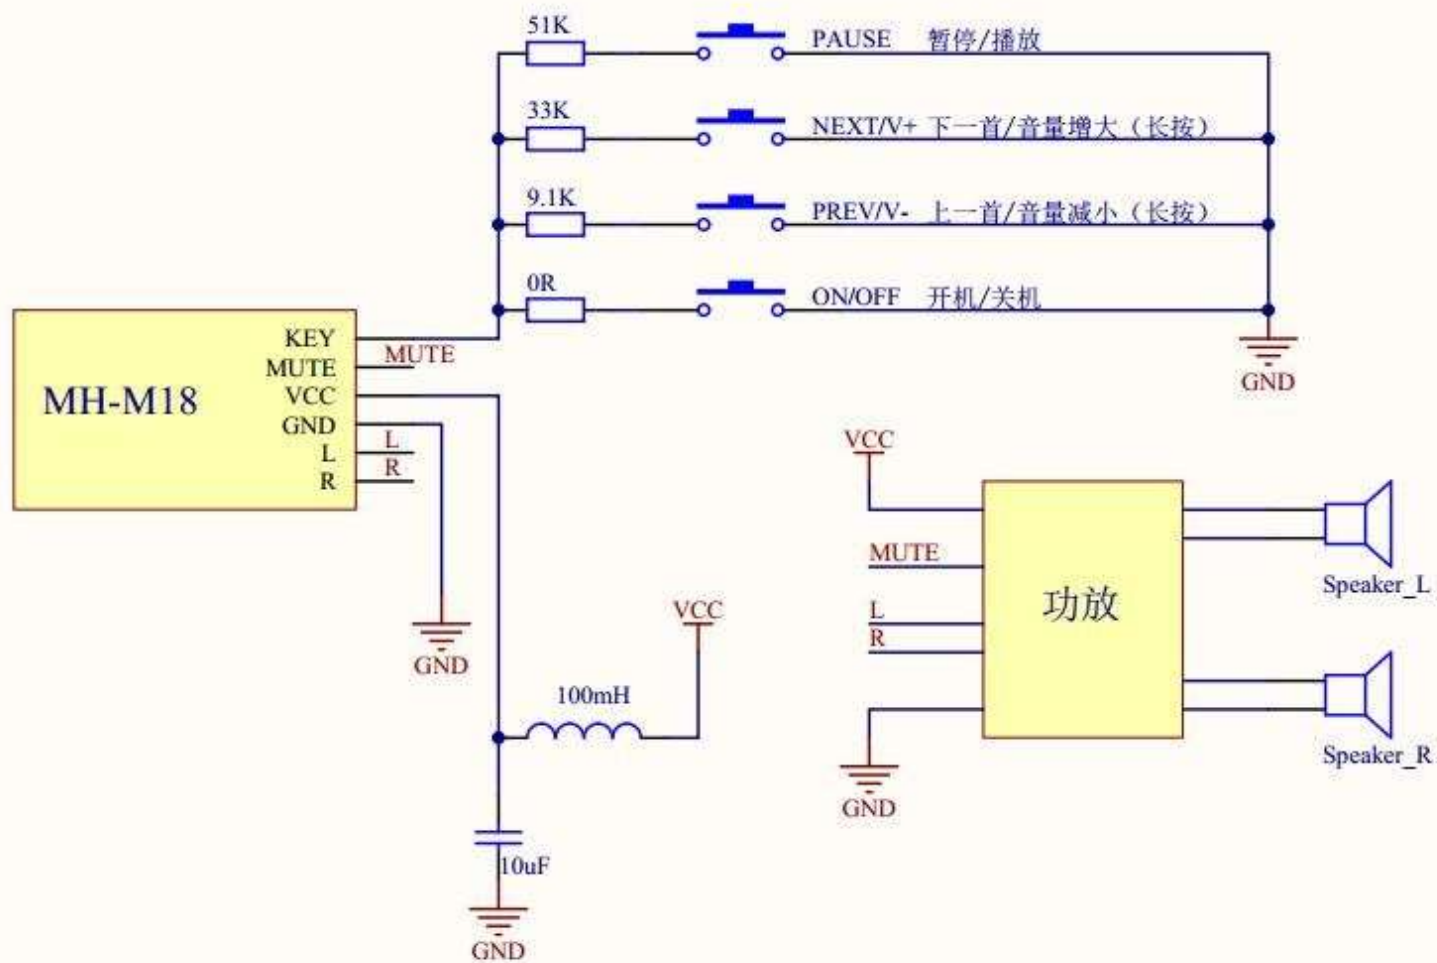 51K
PAUSE 暂停/播放
33K
NEXT/V+ 下一首/音量增大（长按）
9.1K
PREV/V- 上一首/音量减小（长按）
0R
ON/OFF 开机/关机
GND
MH-M18
KEY
MUTE
VCC
GND
L
R
MUTE
L
R
GND
100mH
VCC
10uF
GND
VCC
MUTE
L
R
GND
功放
Speaker_L
Speaker_R